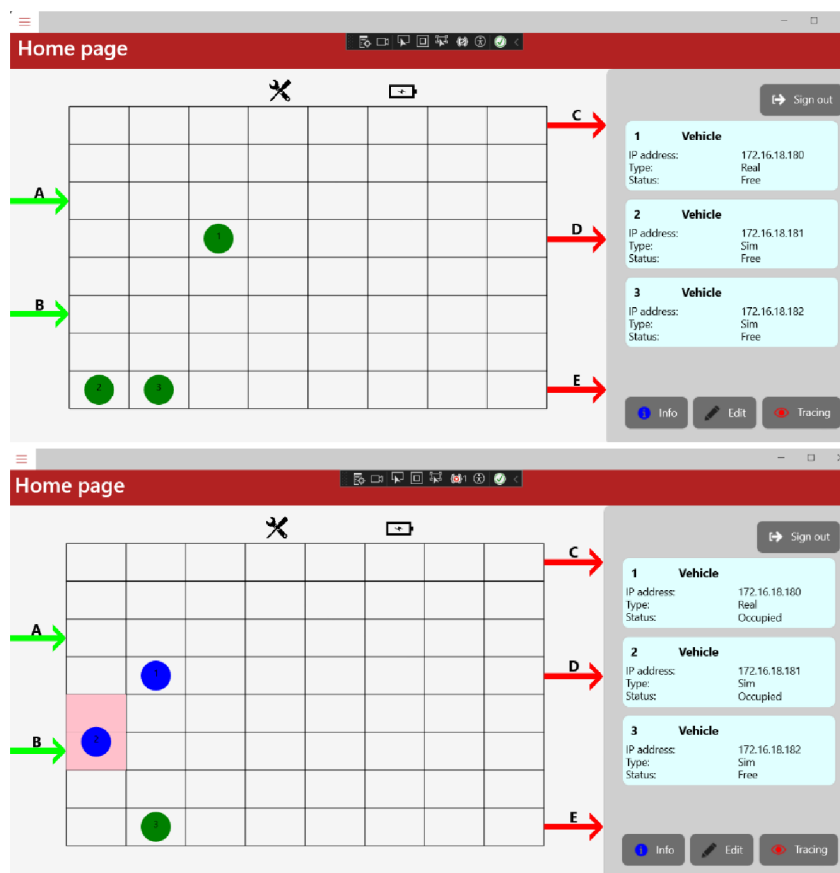 Home page
C
Sign out
1 Vehicle
IP address: 172.16.18.180
Type: Real
Status: Free
A
2 Vehicle
IP address: 172.16.18.181
Type: Sim
Status: Free
1
D
B
3 Vehicle
IP address: 172.16.18.182
Type: Sim
Status: Free
2 3
E
Info Edit Tracing
Home page
C
Sign out
1 Vehicle
IP address: 172.16.18.180
Type: Real
Status: Occupied
A
2 Vehicle
IP address: 172.16.18.181
Type: Sim
Status: Occupied
1
D
B
3 Vehicle
IP address: 172.16.18.182
Type: Sim
Status: Free
E
Info Edit Tracing